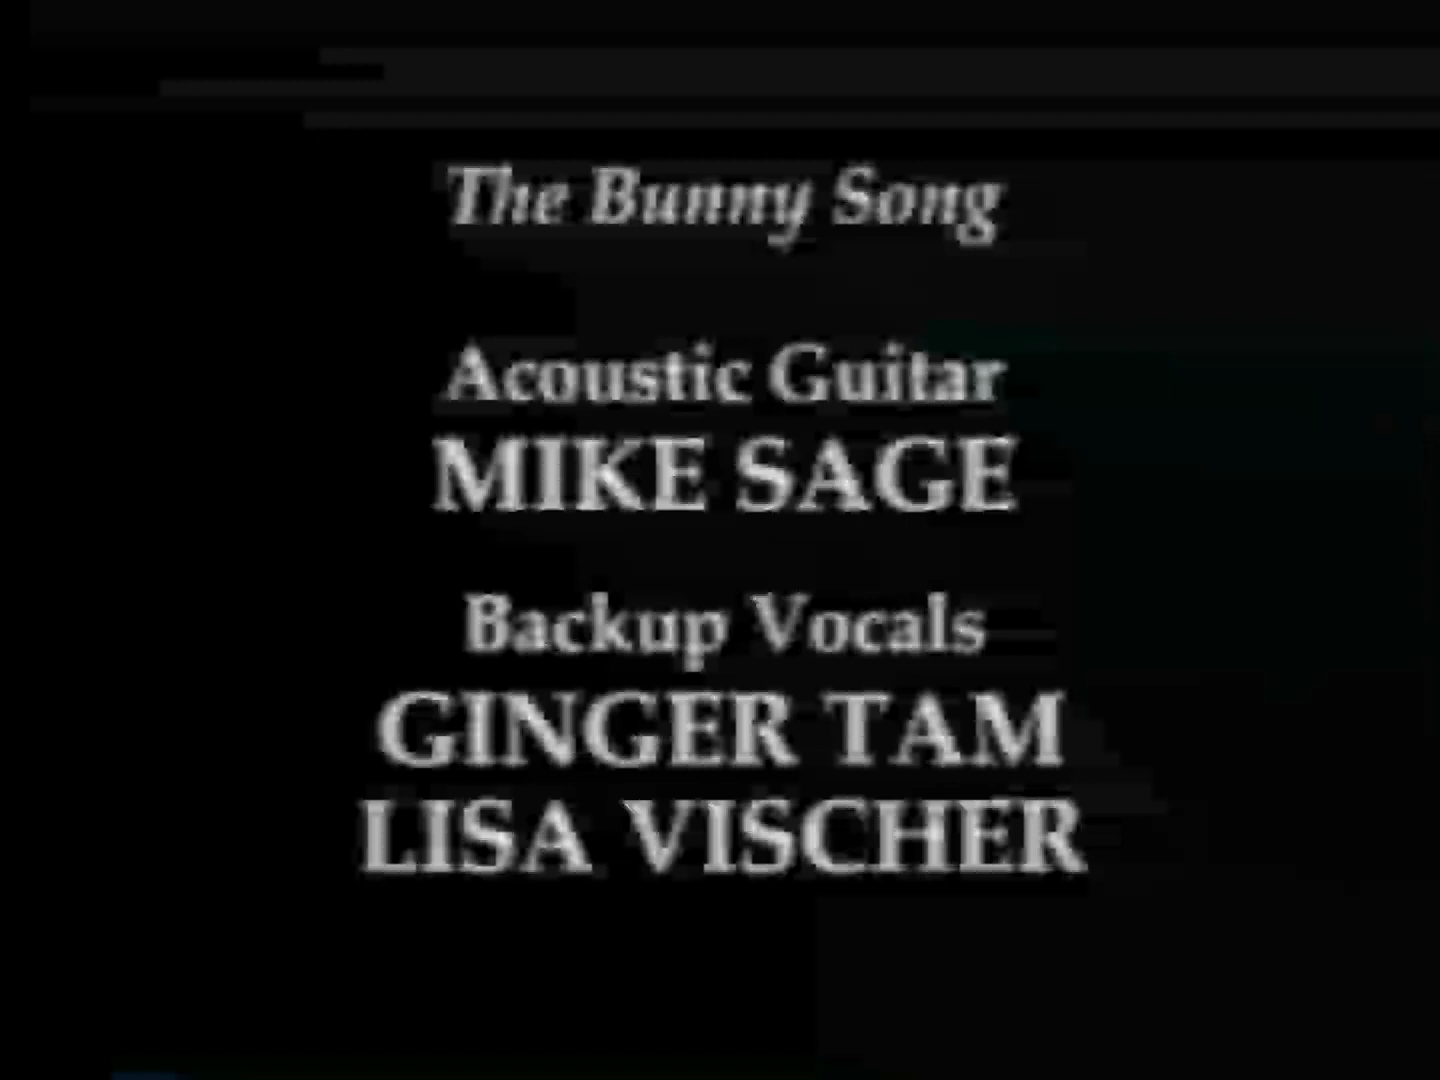 The Bunny Song
Acoustic Guitar
MIKE SAGE
Backup Vocals
GINGER TAM
LISA VISCHER